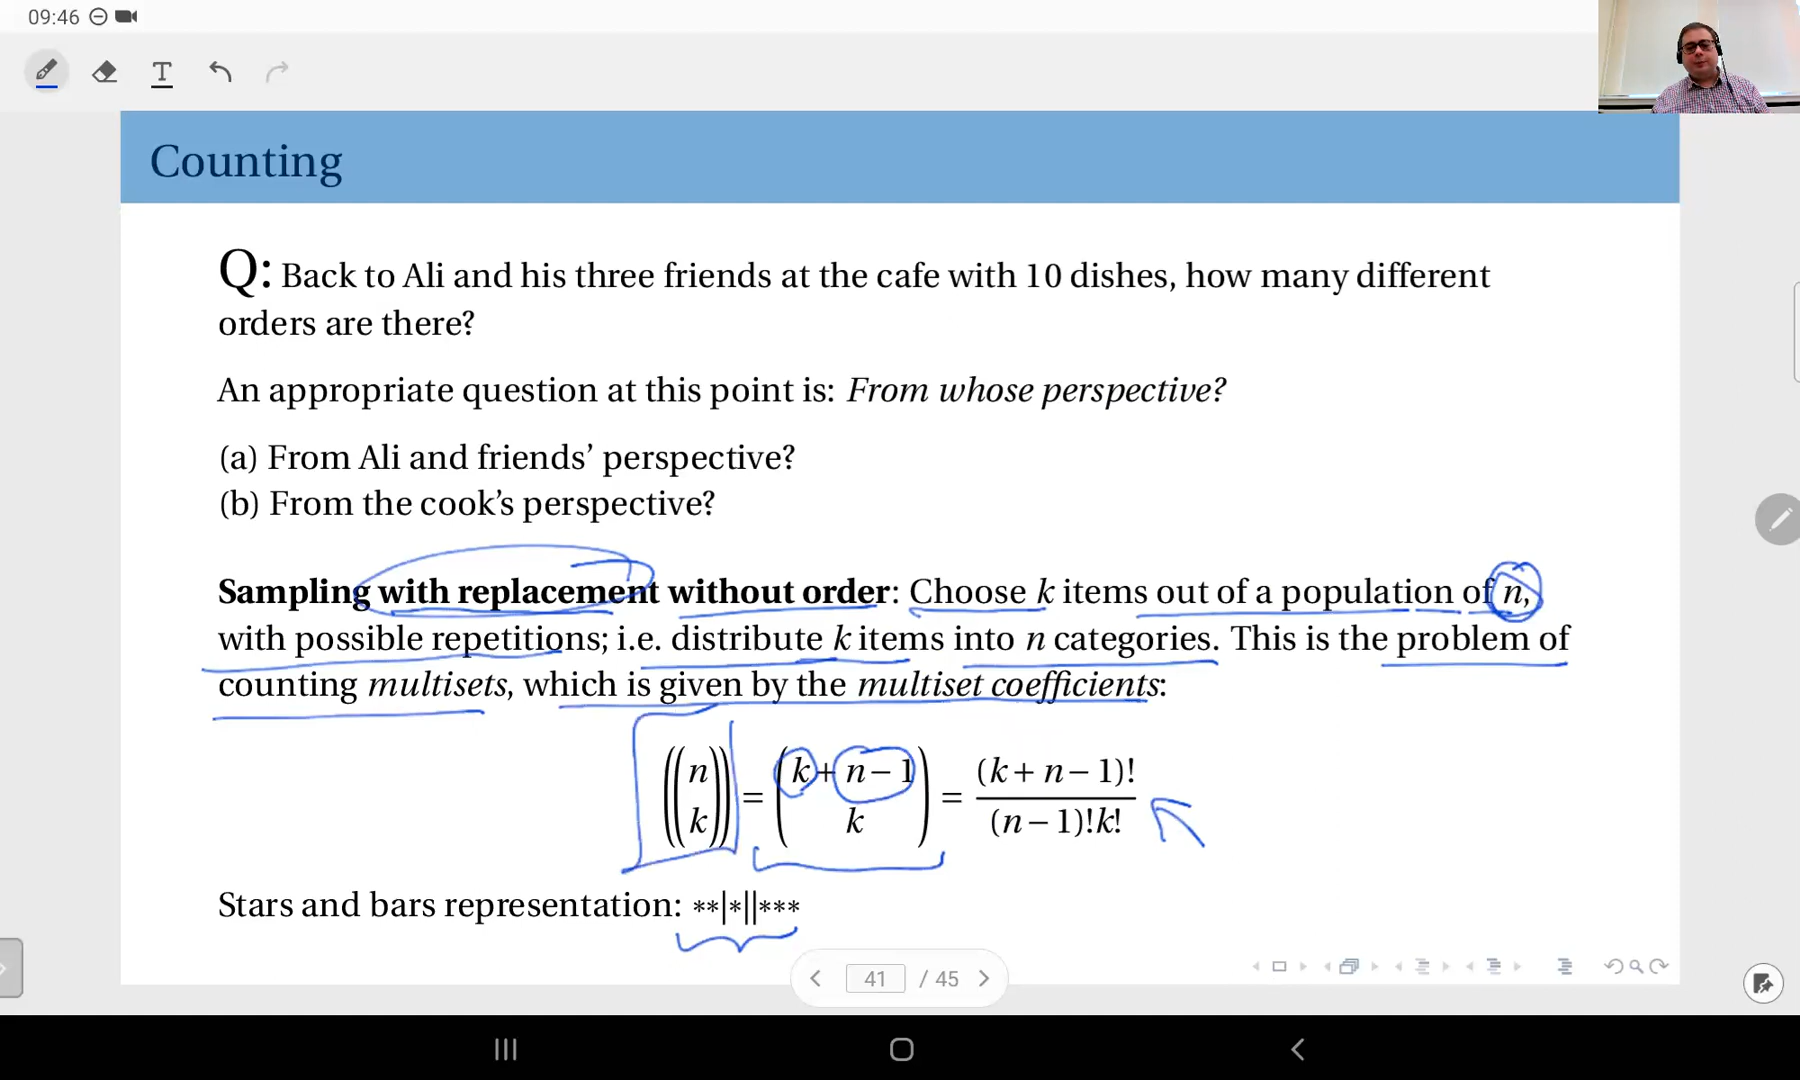 09:46
T
Counting
Q: Back to Ali and his three friends at the cafe with 10 dishes, how many different
orders are there?
An appropriate question at this point is: From whose perspective?
(a) From Ali and friends’ perspective?
(b) From the cook’s perspective?
Sampling with replacement without order: Choose k items out of a population of n,
with possible repetitions; i.e. distribute k items into n categories. This is the problem of
counting multisets, which is given by the multiset coefficients:
((n k)) = (k + n − 1 k) = (k + n − 1)! / (n − 1)!k!
Stars and bars representation: **|*||***
41 / 45